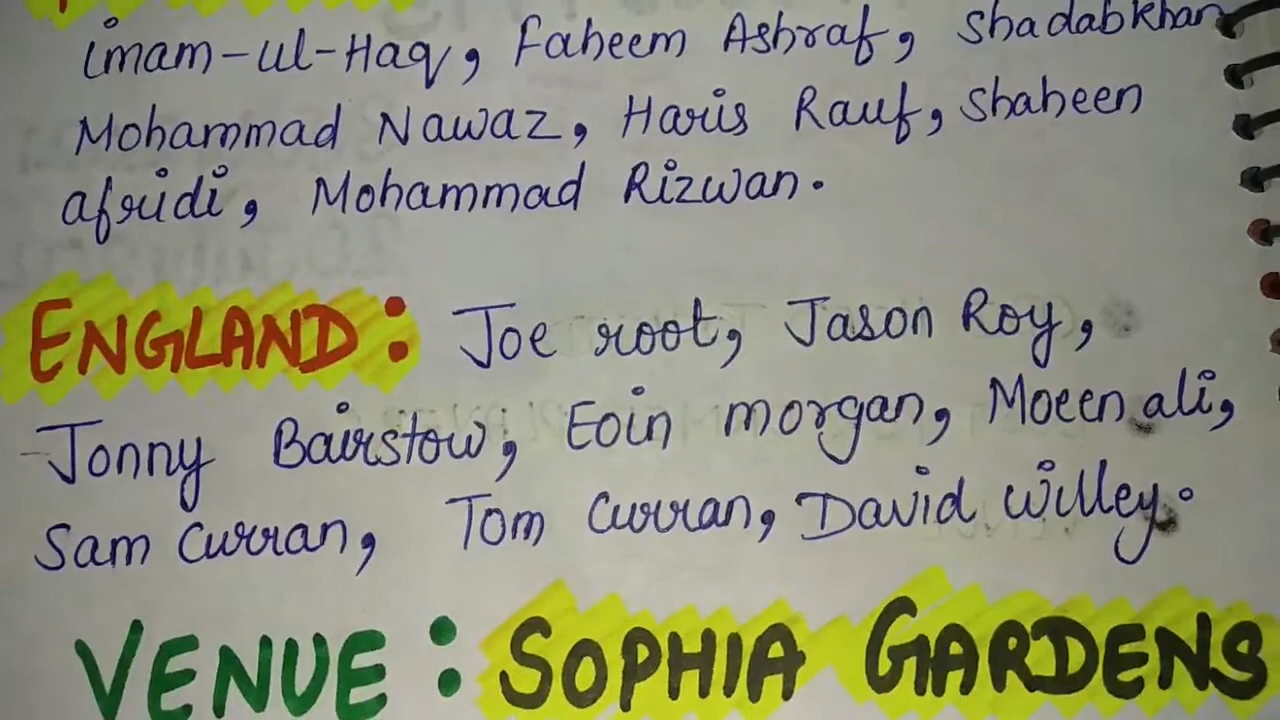 imam-ul-Haq, Faheem Ashraf, Shadabkhan
Mohammad Nawaz, Haris Rauf, Shaheen
afridi, Mohammad Rizwan.
ENGLAND: Joe root, Jason Roy,
Jonny Bairstow, Eoin morgan, Moeen ali,
Sam Curran, Tom Curran, David willey.
VENUE: SOPHIA GARDENS